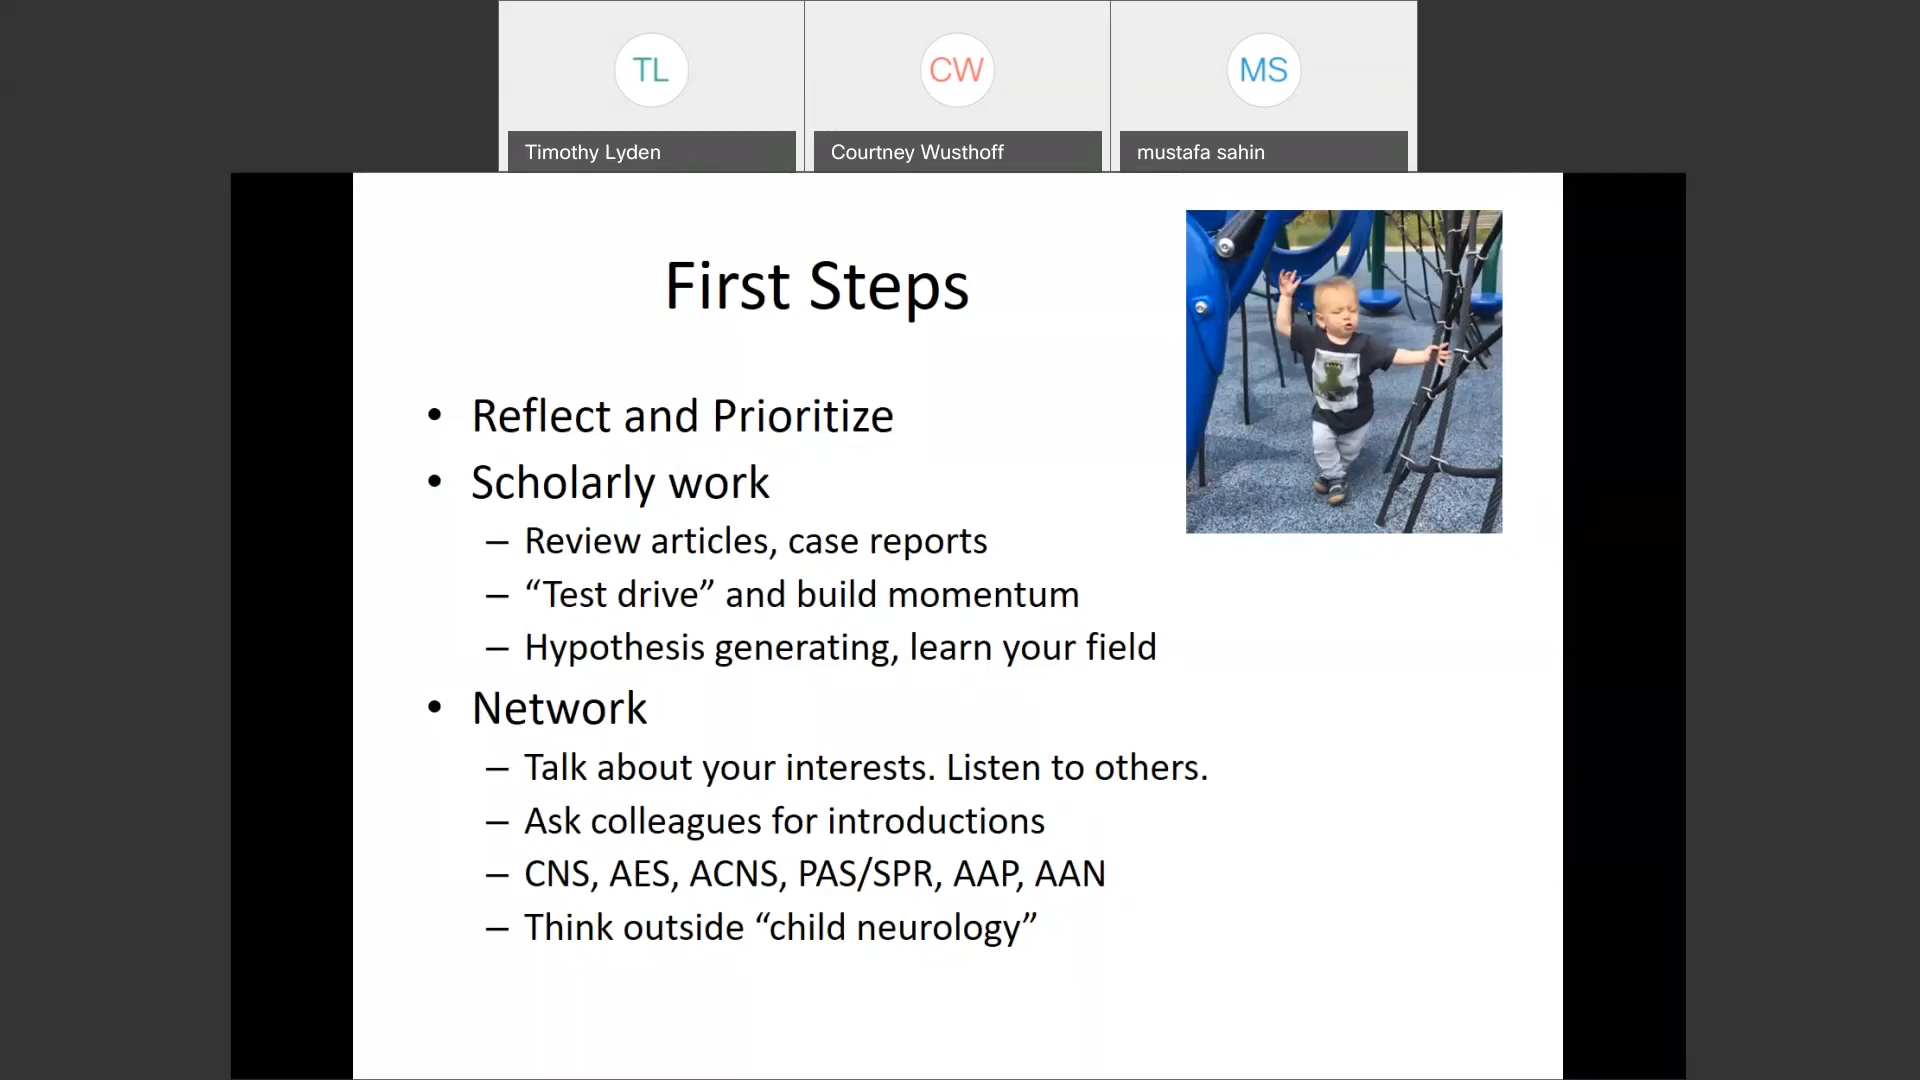 TL
CW
MS
Timothy Lyden
Courtney Wusthoff
mustafa sahin
First Steps
• Reflect and Prioritize
• Scholarly work
– Review articles, case reports
– “Test drive” and build momentum
– Hypothesis generating, learn your field
• Network
– Talk about your interests. Listen to others.
– Ask colleagues for introductions
– CNS, AES, ACNS, PAS/SPR, AAP, AAN
– Think outside “child neurology”